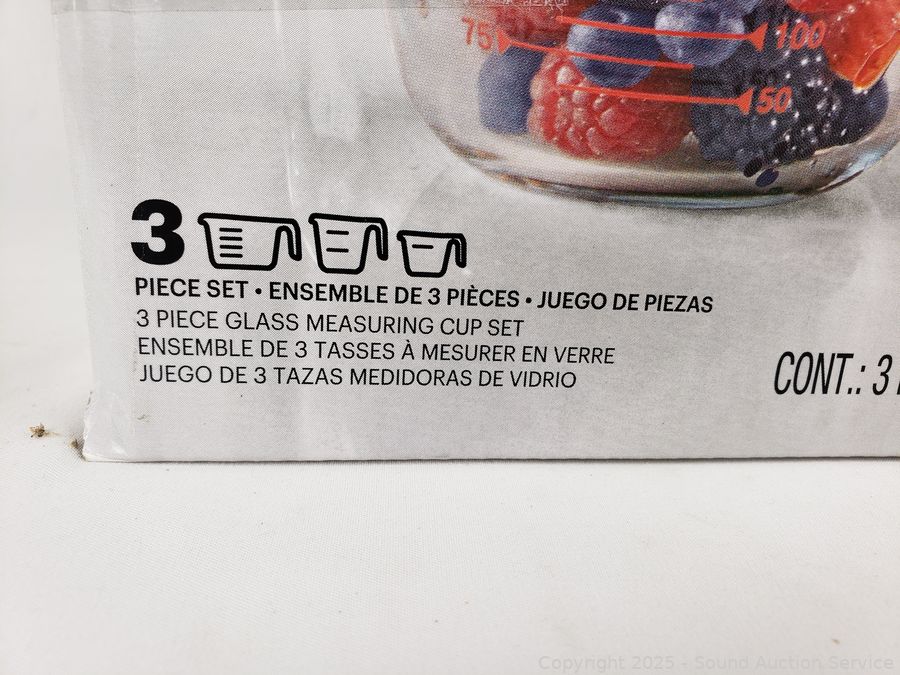 75
100
50
3
PIECE SET • ENSEMBLE DE 3 PIÈCES • JUEGO DE PIEZAS
3 PIECE GLASS MEASURING CUP SET
ENSEMBLE DE 3 TASSES À MESURER EN VERRE
JUEGO DE 3 TAZAS MEDIDORAS DE VIDRIO
CONT.: 3
Copyright 2025 - Sound Auction Service